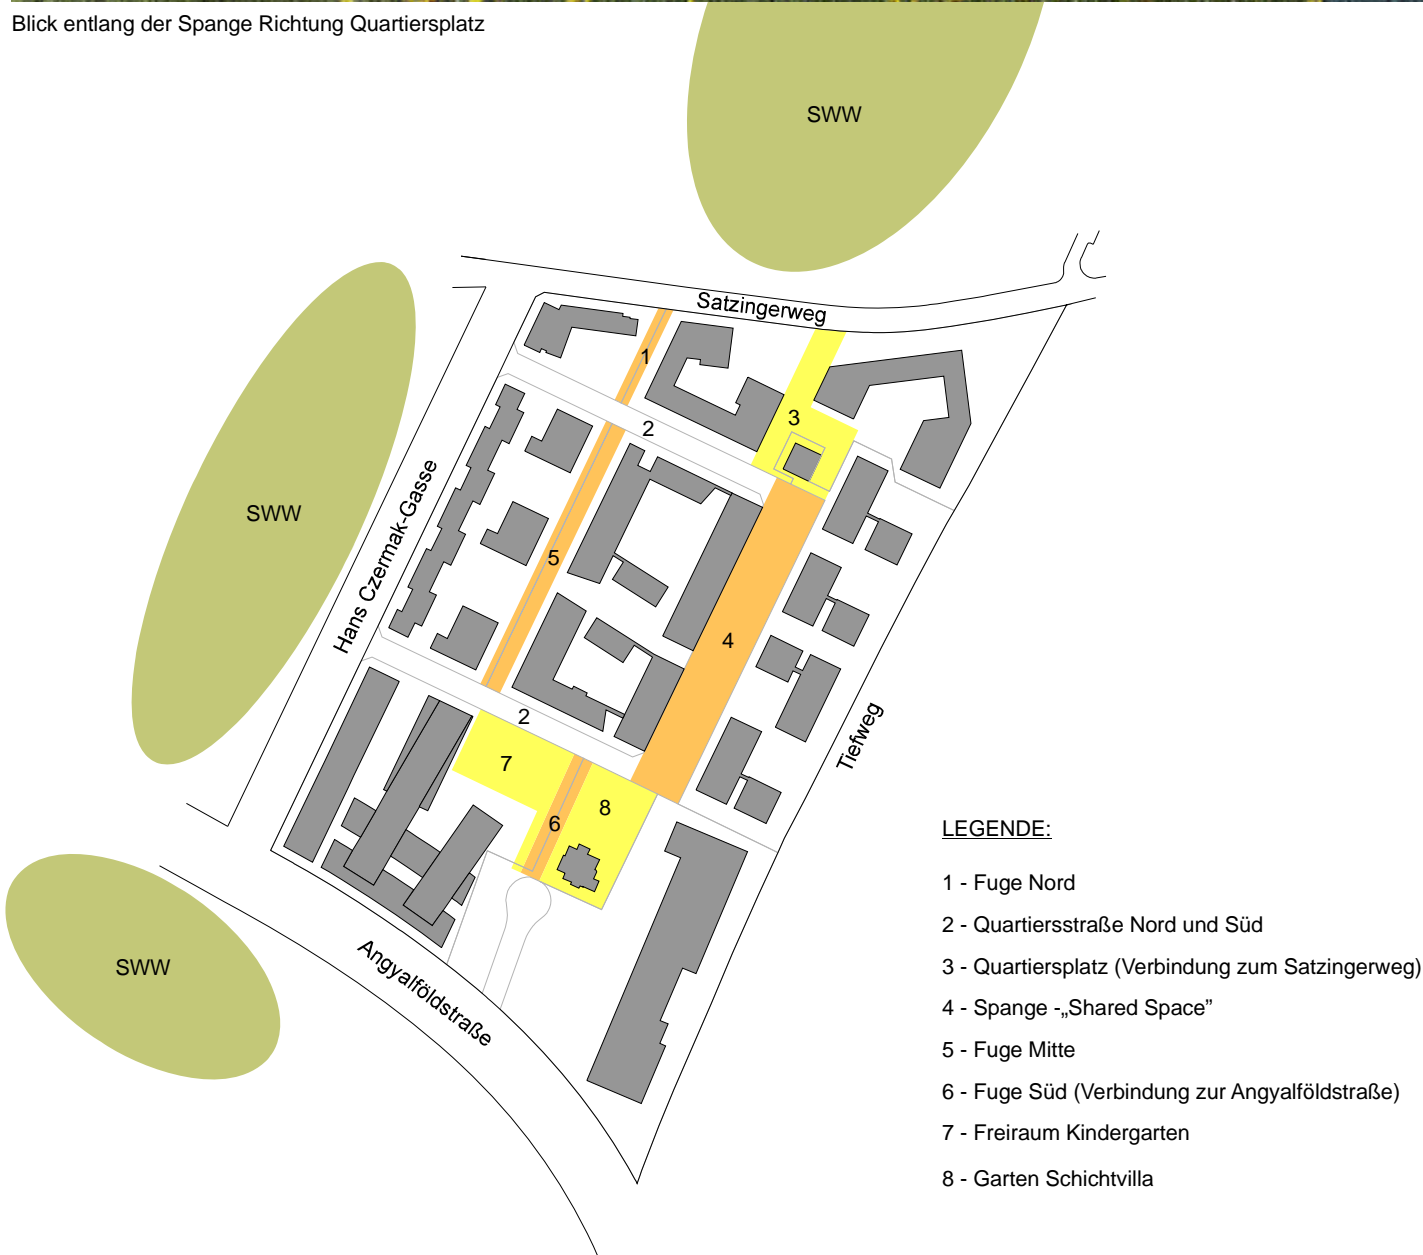 Blick entlang der Spange Richtung Quartiersplatz
SWW
Satzingerweg
1
3
2
Hans Czermak-Gasse
SWW
5
4
2
Tiefweg
7
8
6
SWW
Angyalföldstraße
LEGENDE:
1 - Fuge Nord
2 - Quartiersstraße Nord und Süd
3 - Quartiersplatz (Verbindung zum Satzingerweg)
4 - Spange -„Shared Space”
5 - Fuge Mitte
6 - Fuge Süd (Verbindung zur Angyalföldstraße)
7 - Freiraum Kindergarten
8 - Garten Schichtvilla